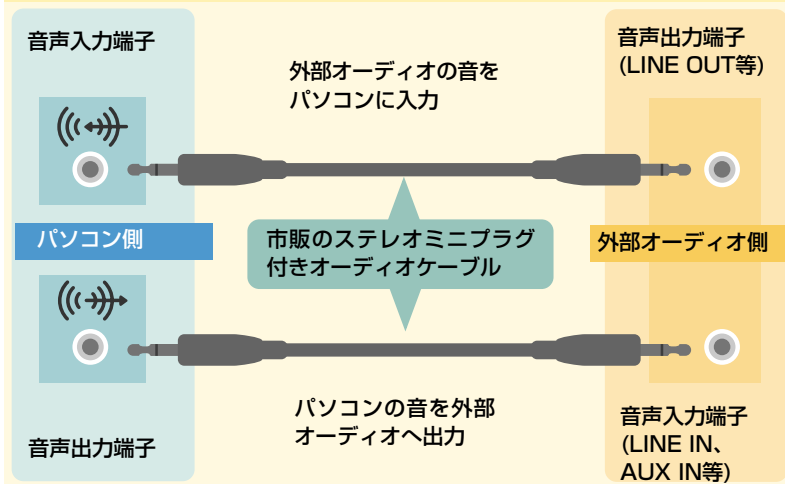 音声入力端子
外部オーディオの音を
パソコンに入力
音声出力端子
(LINE OUT等)
パソコン側
市販のステレオミニプラグ
付きオーディオケーブル
外部オーディオ側
音声出力端子
パソコンの音を外部
オーディオへ出力
音声入力端子
(LINE IN、
AUX IN等)